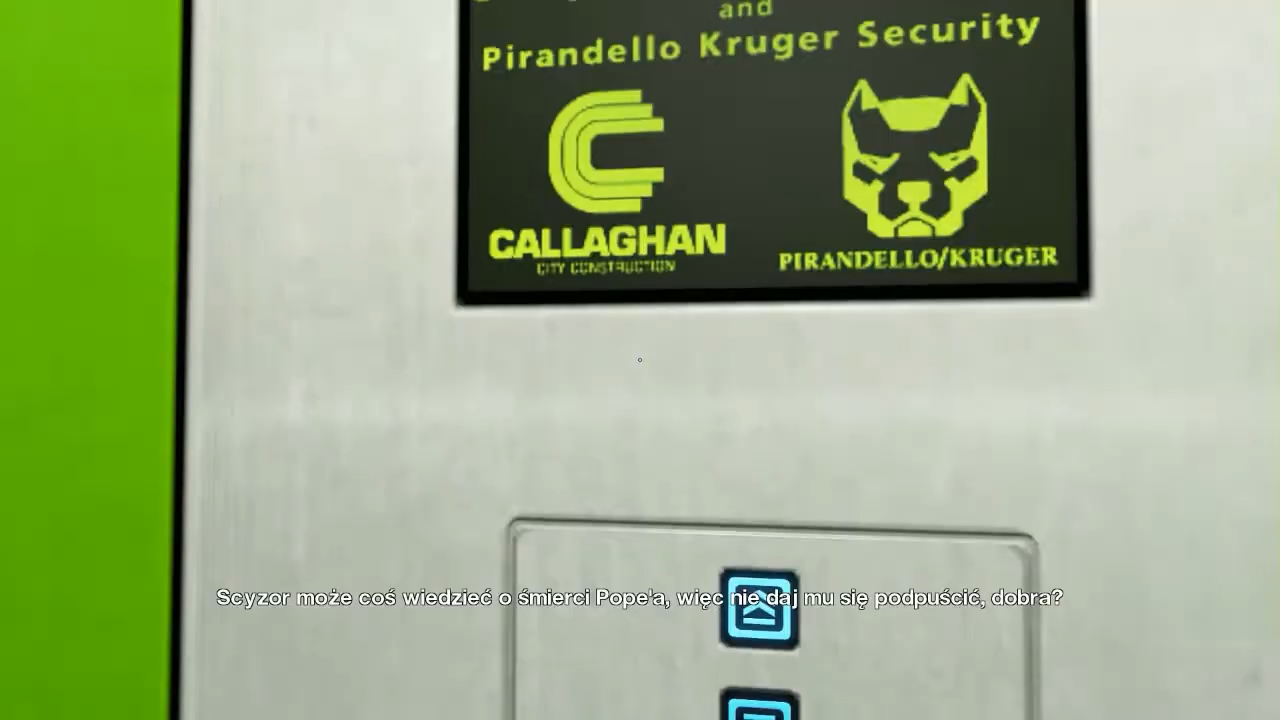 and
Pirandello Kruger Security
CALLAGHAN
CITY CONSTRUCTION
PIRANDELLO/KRUGER
Scyzor może coś wiedzieć o śmierci Pope'a, więc nie daj mu się podpuścić, dobra?